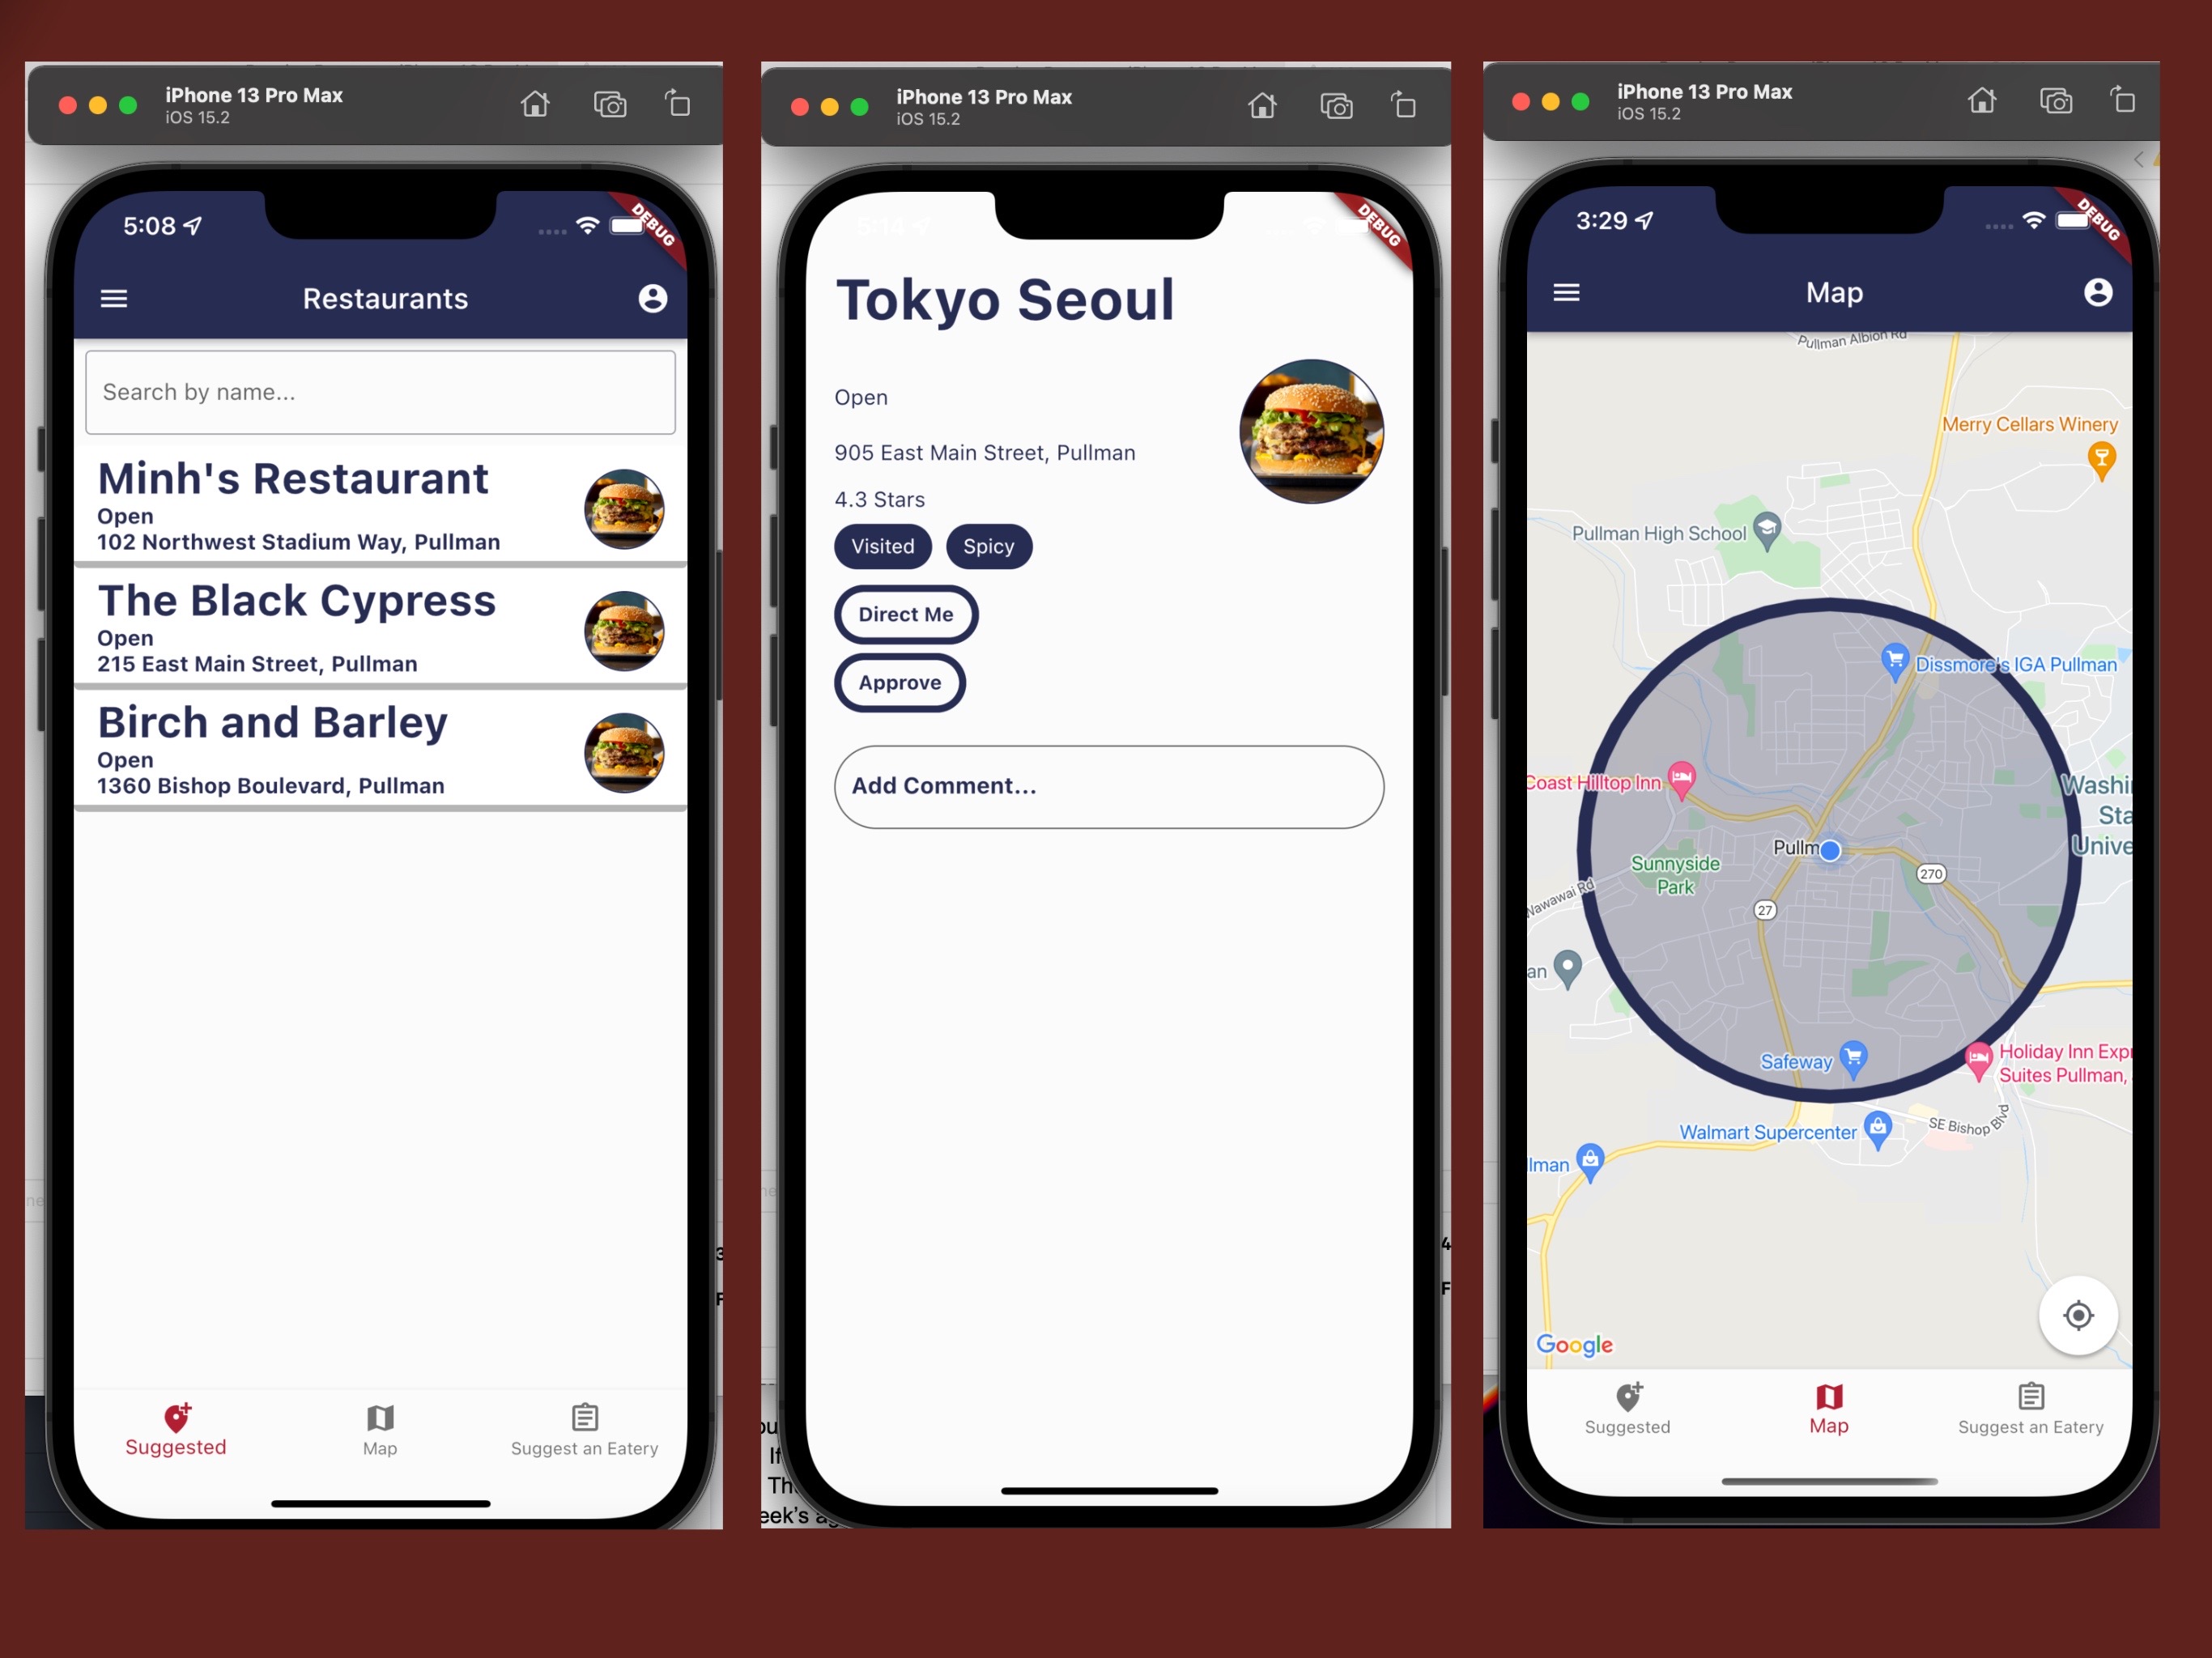 iPhone 13 Pro Max
iOS 15.2
5:08
DEBUG
Restaurants
Search by name...
Minh's Restaurant
Open
102 Northwest Stadium Way, Pullman
The Black Cypress
Open
215 East Main Street, Pullman
Birch and Barley
Open
1360 Bishop Boulevard, Pullman
Suggested
Map
Suggest an Eatery
iPhone 13 Pro Max
iOS 15.2
5:14
DEBUG
Tokyo Seoul
Open
905 East Main Street, Pullman
4.3 Stars
Visited
Spicy
Direct Me
Approve
Add Comment...
iPhone 13 Pro Max
iOS 15.2
3:29
DEBUG
Map
Pullman Albion Rd
Merry Cellars Winery
Pullman High School
Dissmore's IGA Pullman
Coast Hilltop Inn
Washi
Sta
Unive
Pullm
Sunnyside
Park
270
27
Wawawai Rd
an
Safeway
Holiday Inn Expr
Suites Pullman,
Walmart Supercenter
SE Bishop Blvd
lman
Google
Suggested
Map
Suggest an Eatery